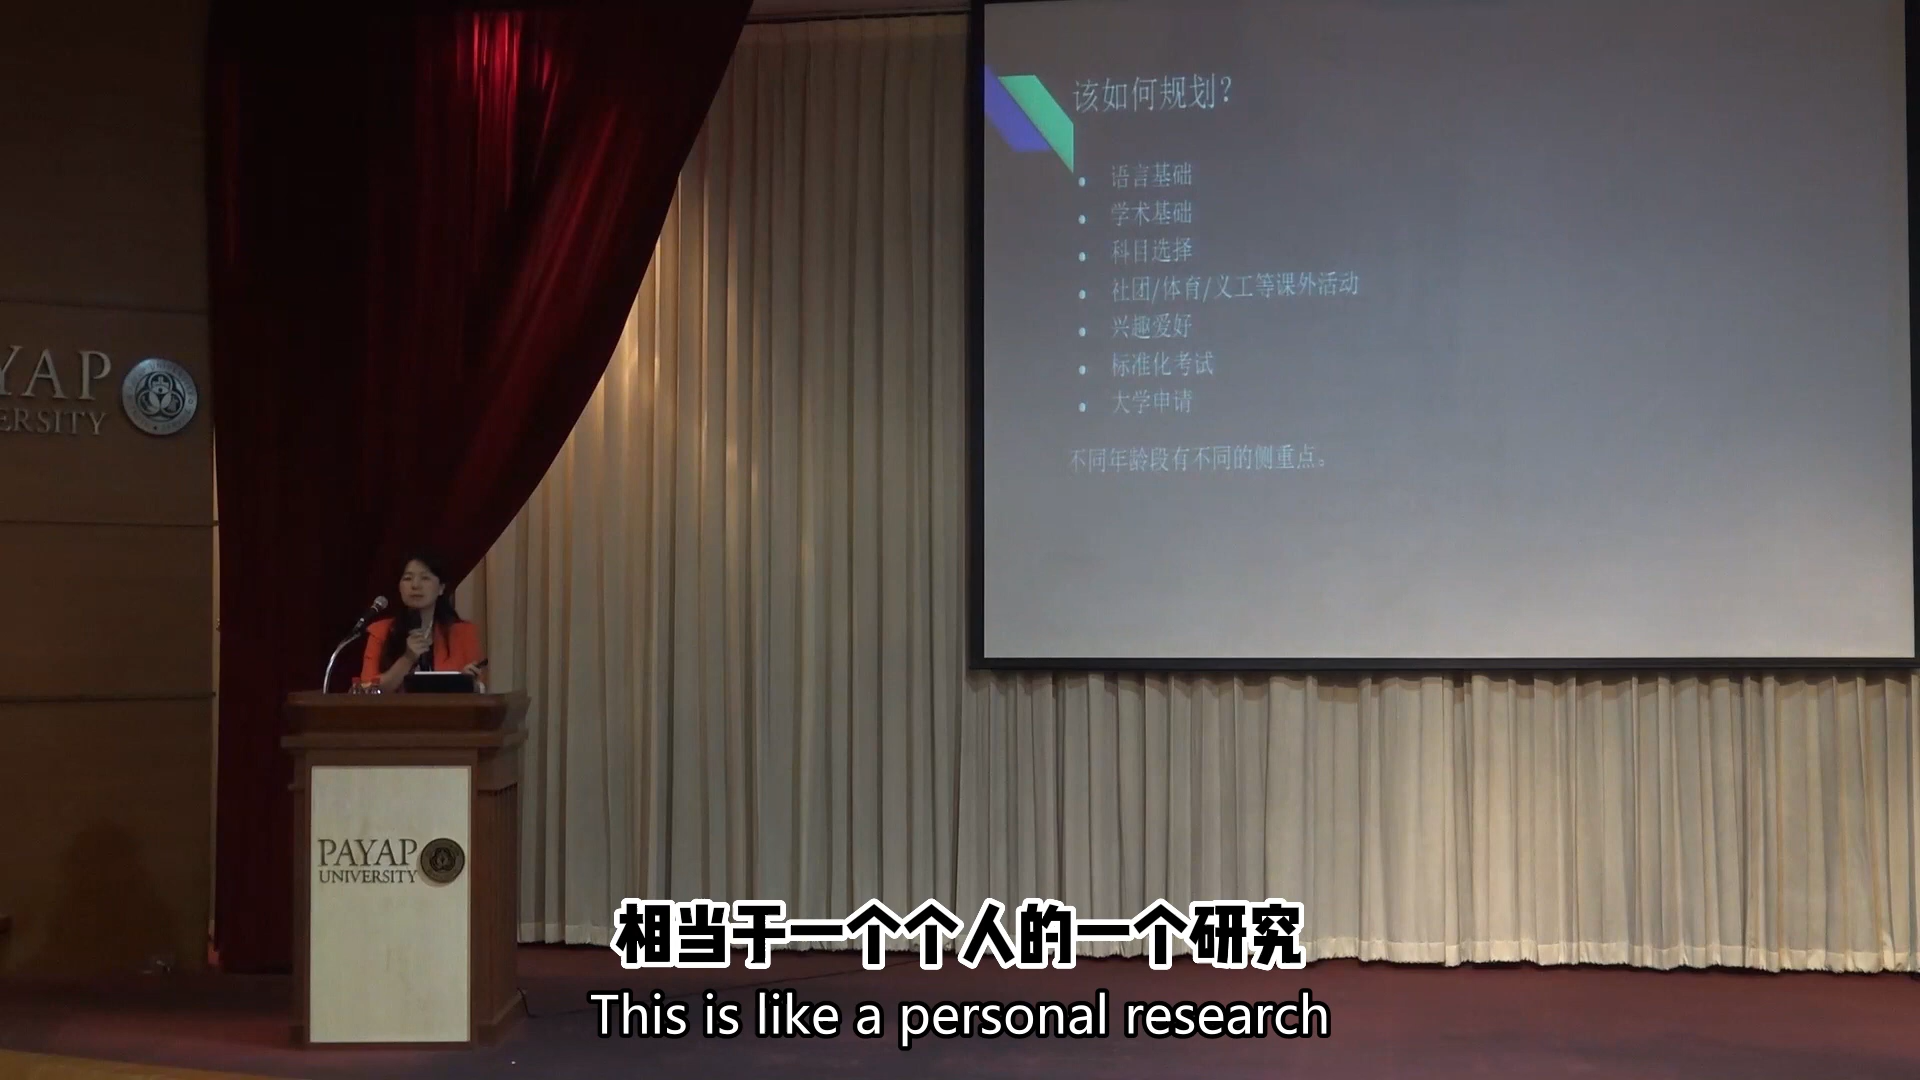 该如何规划?
语言基础
学术基础
科目选择
社团/体育/义工等课外活动
兴趣爱好
标准化考试
大学申请
不同年龄段有不同的侧重点。
YAP
ERSITY
PAYAP
UNIVERSITY
相当于一个个人的一个研究
This is like a personal research